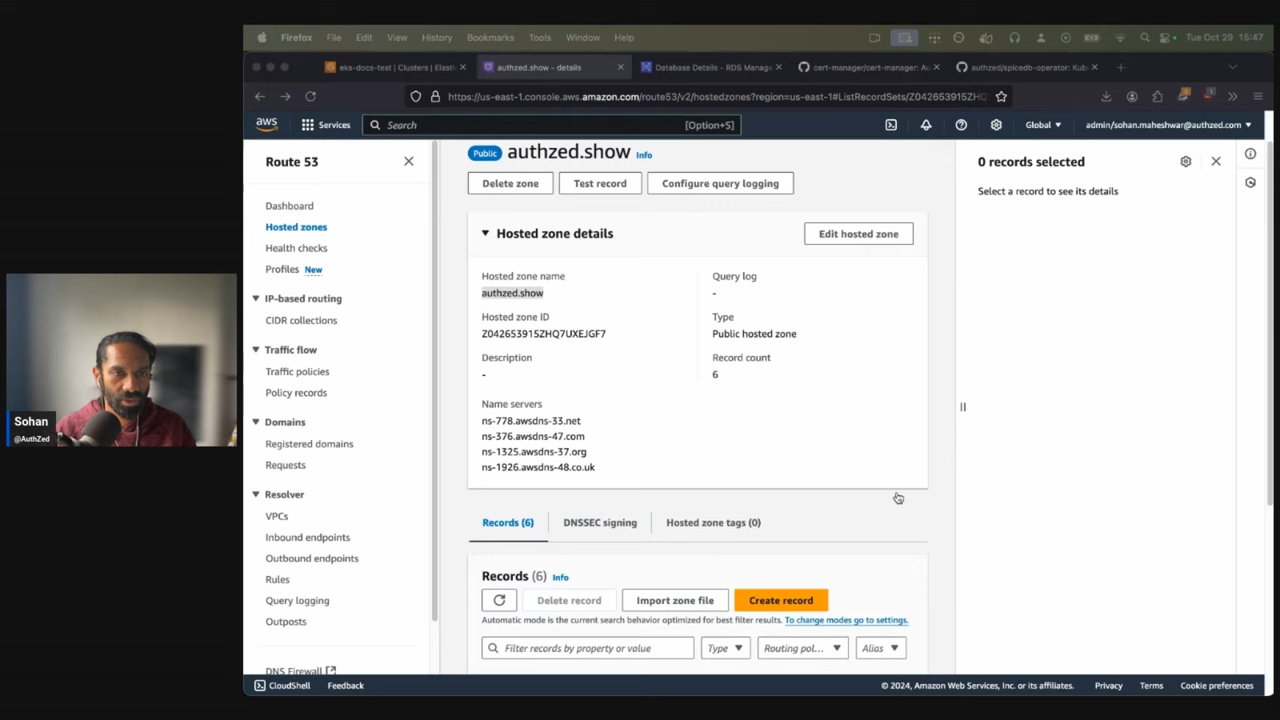 Firefox File Edit View History Bookmarks Tools Window Help Tue Oct 29 15:47
eks-docs-test | Clusters | Elasti authzed.show - details Database Details - RDS Manag cert-manager/cert-manager: Au authzed/spicedb-operator: Kub
https://us-east-1.console.aws.amazon.com/route53/v2/hostedzones?region=us-east-1#ListRecordSets/Z042653915ZHQ
aws Services Search [Option+S] Global admin/sohan.maheshwar@authzed.com
Route 53
Dashboard
Hosted zones
Health checks
Profiles New
IP-based routing
CIDR collections
Traffic flow
Traffic policies
Policy records
Domains
Registered domains
Requests
Resolver
VPCs
Inbound endpoints
Outbound endpoints
Rules
Query logging
Outposts
DNS Firewall
Public authzed.show Info
Delete zone Test record Configure query logging
Hosted zone details Edit hosted zone
Hosted zone name
authzed.show
Hosted zone ID
Z042653915ZHQ7UXEJGF7
Description
-
Name servers
ns-778.awsdns-33.net
ns-376.awsdns-47.com
ns-1325.awsdns-37.org
ns-1926.awsdns-48.co.uk
Query log
-
Type
Public hosted zone
Record count
6
Records (6) DNSSEC signing Hosted zone tags (0)
Records (6) Info
Delete record Import zone file Create record
Automatic mode is the current search behavior optimized for best filter results. To change modes go to settings.
Filter records by property or value Type Routing pol... Alias
0 records selected
Select a record to see its details
CloudShell Feedback © 2024, Amazon Web Services, Inc. or its affiliates. Privacy Terms Cookie preferences
Sohan
@AuthZed